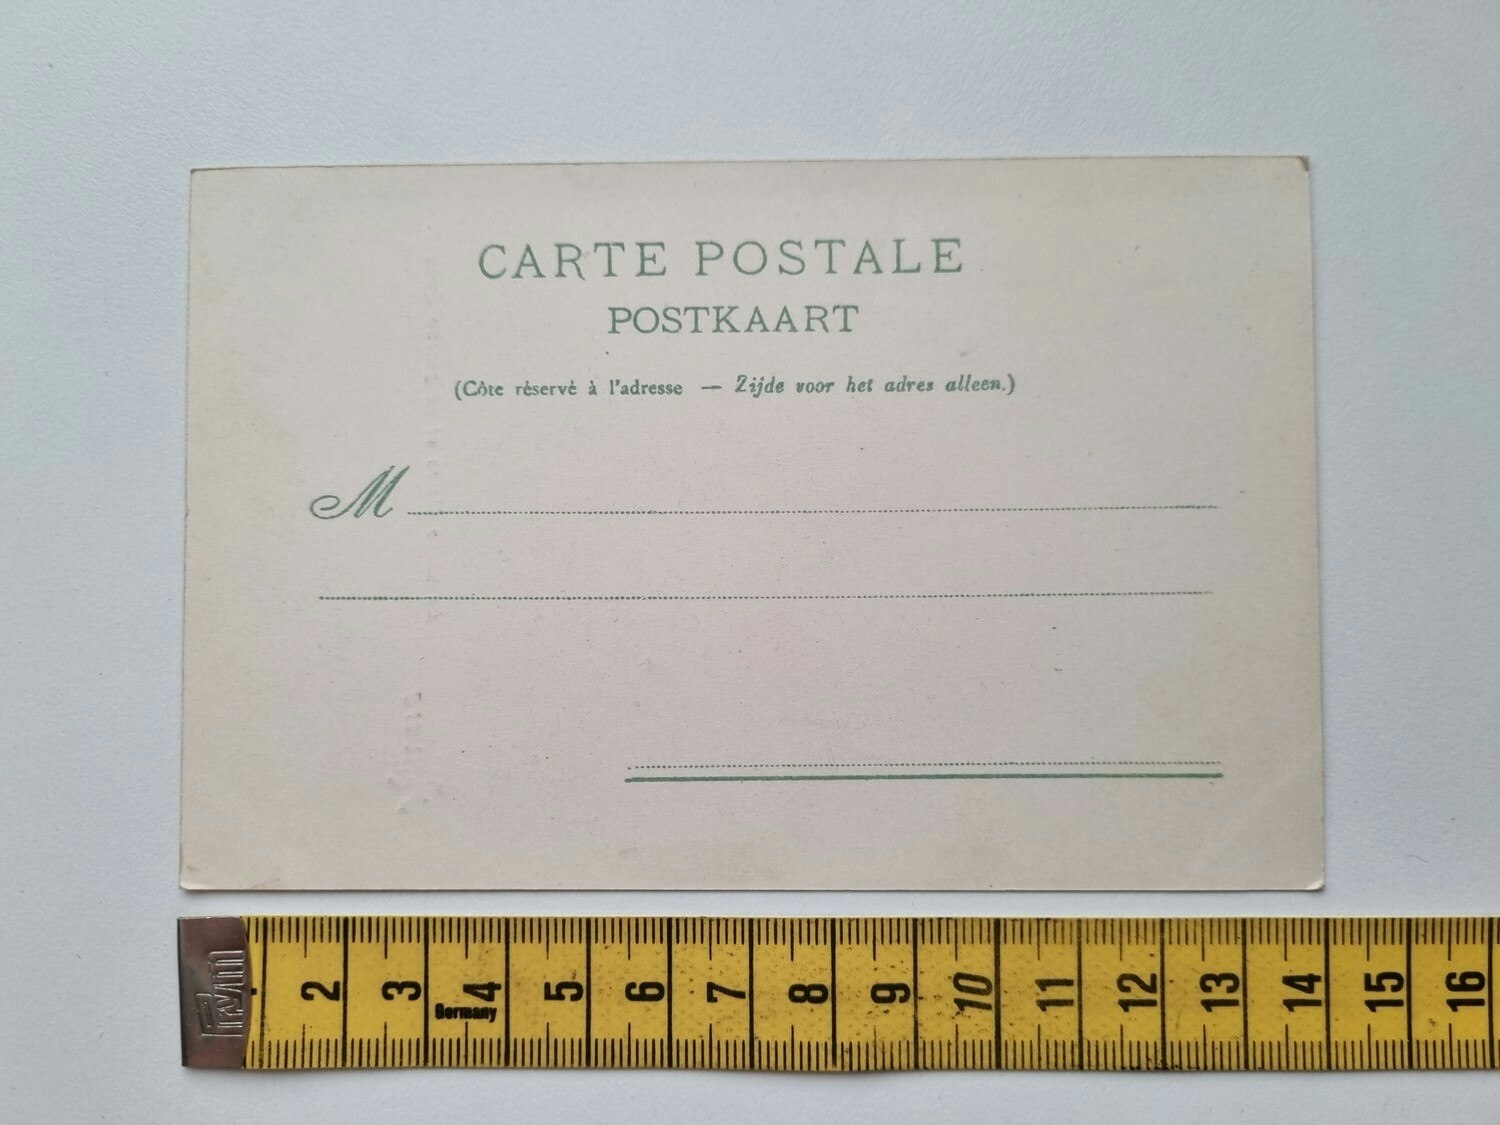 CARTE POSTALE
POSTKAART
(Côte réservé à l'adresse — Zijde voor het adres alleen.)
M
Prym
2 3 4 5 6 7 8 9 10 11 12 13 14 15 16
Germany